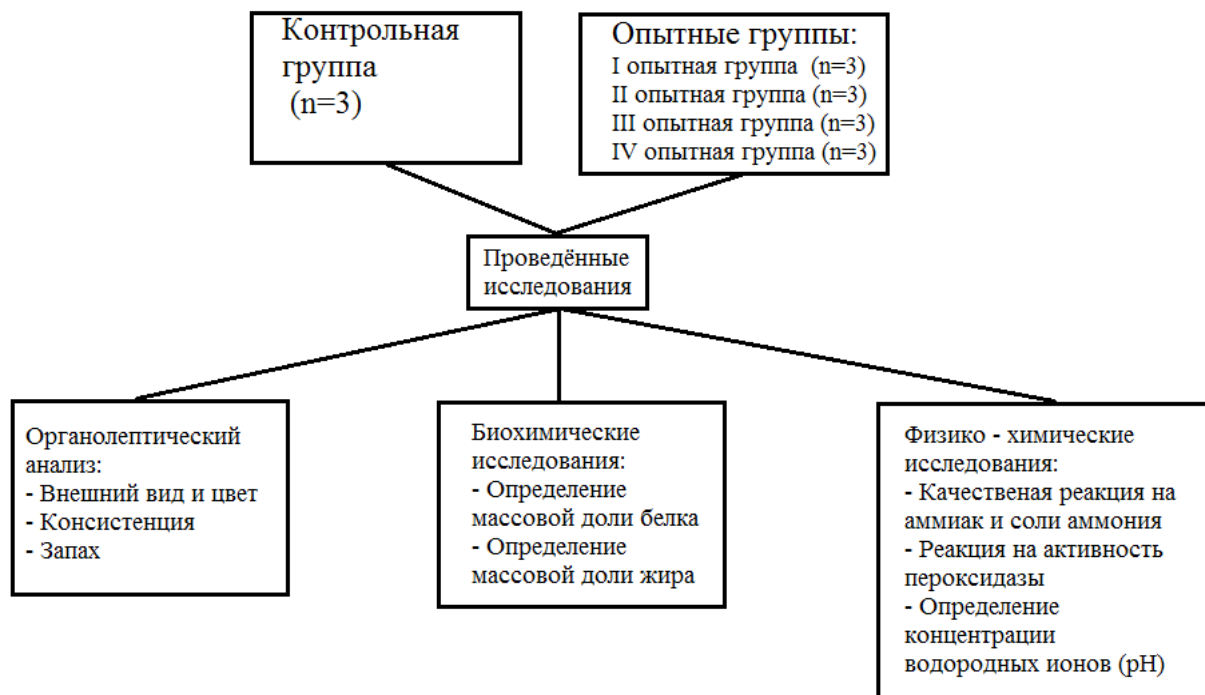 Контрольная
группа
(n=3)
Опытные группы:
I опытная группа (n=3)
II опытная группа (n=3)
III опытная группа (n=3)
IV опытная группа (n=3)
Проведённые
исследования
Органолептический
анализ:
- Внешний вид и цвет
- Консистенция
- Запах
Биохимические
исследования:
- Определение
массовой доли белка
- Определение
массовой доли жира
Физико - химические
исследования:
- Качественая реакция на
аммиак и соли аммония
- Реакция на активность
пероксидазы
- Определение
концентрации
водородных ионов (pH)